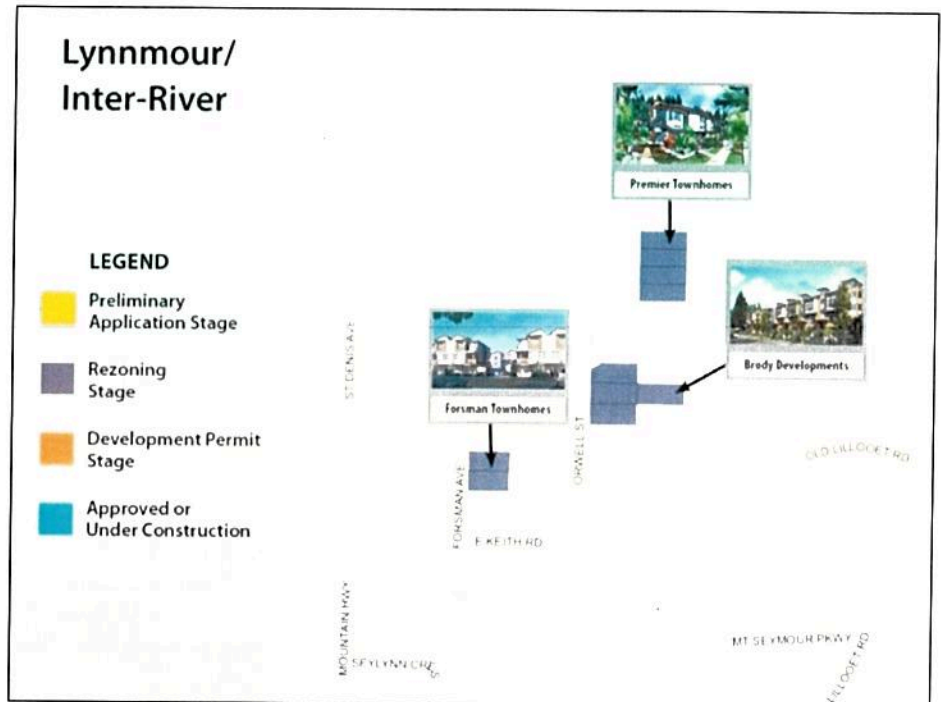 Lynnmour/
Inter-River
Premier Townhomes
LEGEND
Preliminary
Application Stage
Rezoning
Stage
Development Permit
Stage
Approved or
Under Construction
ST DENIS AVE
Forsman Townhomes
Brody Developments
ORWELL ST
OLD LILLOOET RD
FORSMAN AVE
E KEITH RD
MOUNTAIN HWY
SEYLYNN CRES
MT SEYMOUR PKWY
LILLOOET RD